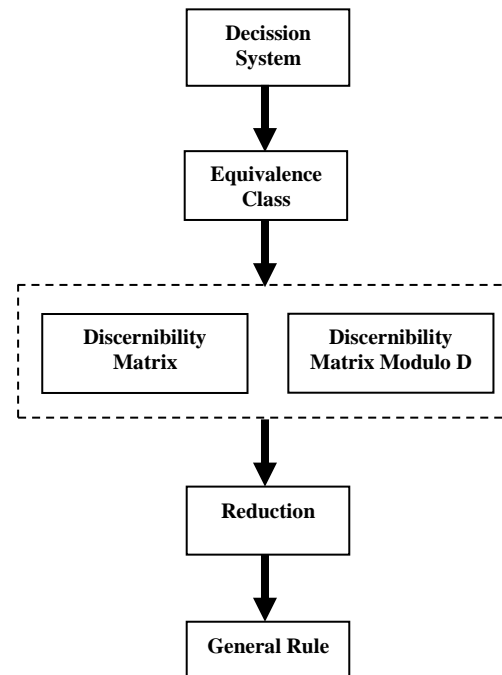 Decission
System
Equivalence
Class
Discernibility
Matrix
Discernibility
Matrix Modulo D
Reduction
General Rule